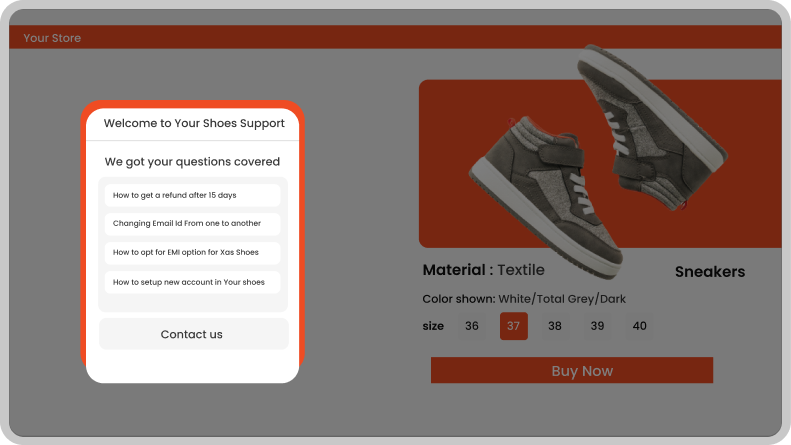 Your Store
Welcome to Your Shoes Support
We got your questions covered
How to get a refund after 15 days
Changing Email Id From one to another
How to opt for EMI option for Xas Shoes
How to setup new account in Your shoes
Contact us
Material : Textile
Sneakers
Color shown: White/Total Grey/Dark
size 36 37 38 39 40
Buy Now